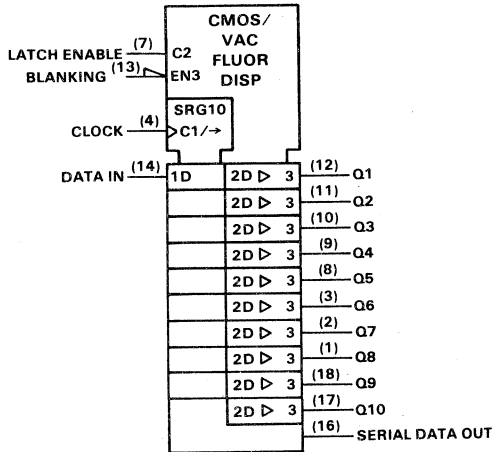 CMOS/
VAC
FLUOR
DISP
LATCH ENABLE (7) C2
BLANKING (13) EN3
SRG10
CLOCK (4) C1/→
DATA IN (14) 1D 2D ▷ 3 (12) Q1
2D ▷ 3 (11) Q2
2D ▷ 3 (10) Q3
2D ▷ 3 (9) Q4
2D ▷ 3 (8) Q5
2D ▷ 3 (3) Q6
2D ▷ 3 (2) Q7
2D ▷ 3 (1) Q8
2D ▷ 3 (18) Q9
2D ▷ 3 (17) Q10
(16) SERIAL DATA OUT